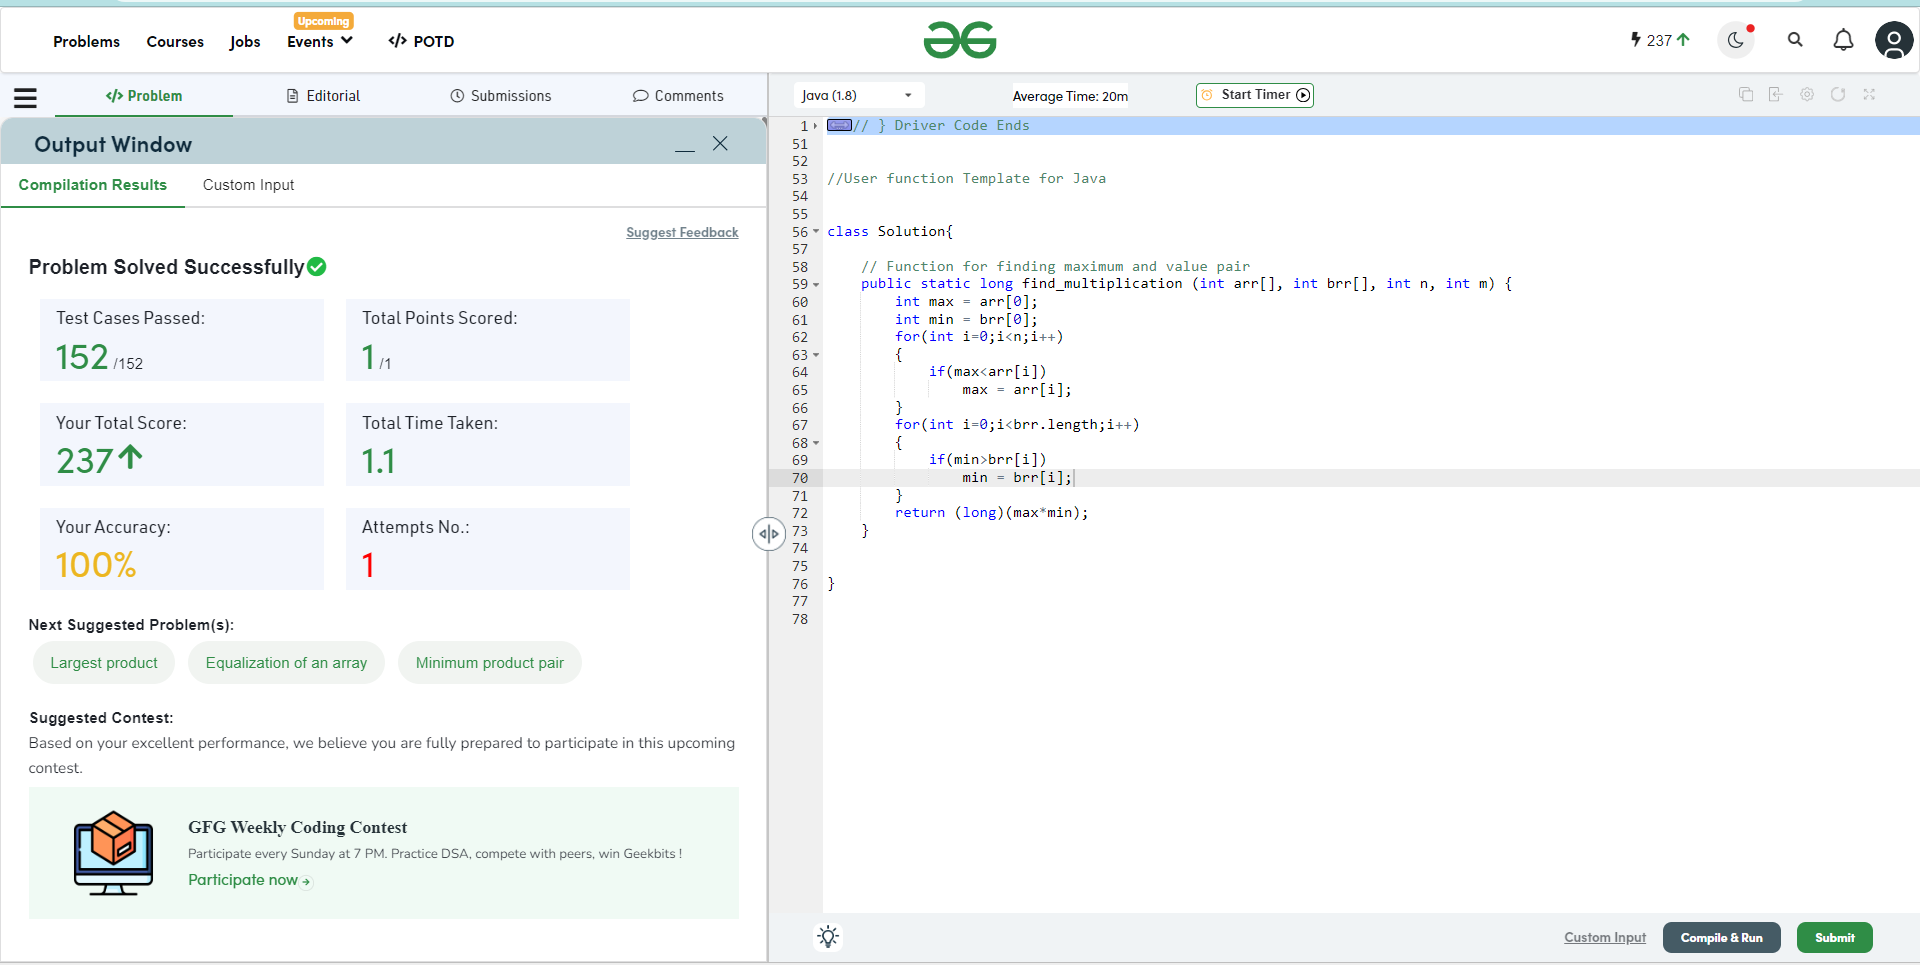 Upcoming
Problems Courses Jobs Events </> POTD
237
</> Problem Editorial Submissions Comments
Output Window
Compilation Results Custom Input
Suggest Feedback
Problem Solved Successfully
Test Cases Passed: Total Points Scored:
152 /152 1 /1
Your Total Score: Total Time Taken:
237 1.1
Your Accuracy: Attempts No.:
100% 1
Next Suggested Problem(s):
Largest product Equalization of an array Minimum product pair
Suggested Contest:
Based on your excellent performance, we believe you are fully prepared to participate in this upcoming
contest.
GFG Weekly Coding Contest
Participate every Sunday at 7 PM. Practice DSA, compete with peers, win Geekbits !
Participate now
Java (1.8) Average Time: 20m Start Timer
1 // } Driver Code Ends
51
52
53 //User function Template for Java
54
55
56 class Solution{
57
58 // Function for finding maximum and value pair
59 public static long find_multiplication (int arr[], int brr[], int n, int m) {
60 int max = arr[0];
61 int min = brr[0];
62 for(int i=0;i<n;i++)
63 {
64 if(max<arr[i])
65 max = arr[i];
66 }
67 for(int i=0;i<brr.length;i++)
68 {
69 if(min>brr[i])
70 min = brr[i];
71 }
72 return (long)(max*min);
73 }
74
75
76 }
77
78
Custom Input Compile & Run Submit